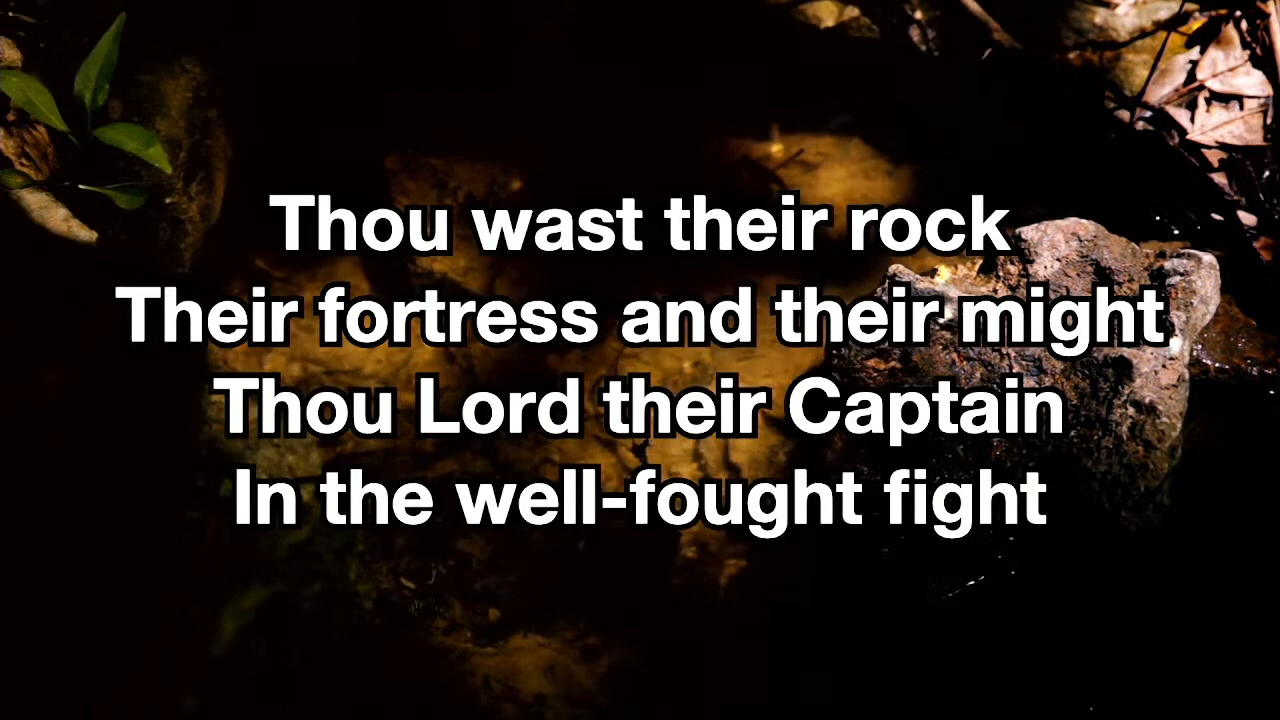 Thou wast their rock
Their fortress and their might
Thou Lord their Captain
In the well-fought fight